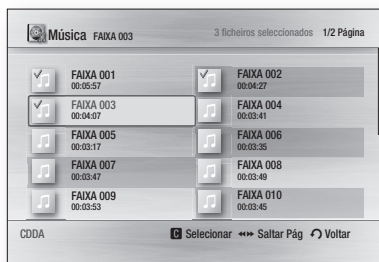 Música FAIXA 003 3 ficheiros seleccionados 1/2 Página
FAIXA 001
00:05:57
FAIXA 002
00:04:27
FAIXA 003
00:04:07
FAIXA 004
00:03:41
FAIXA 005
00:03:17
FAIXA 006
00:03:35
FAIXA 007
00:03:47
FAIXA 008
00:03:49
FAIXA 009
00:03:53
FAIXA 010
00:03:45
CDDA C Selecionar Saltar Pág Voltar